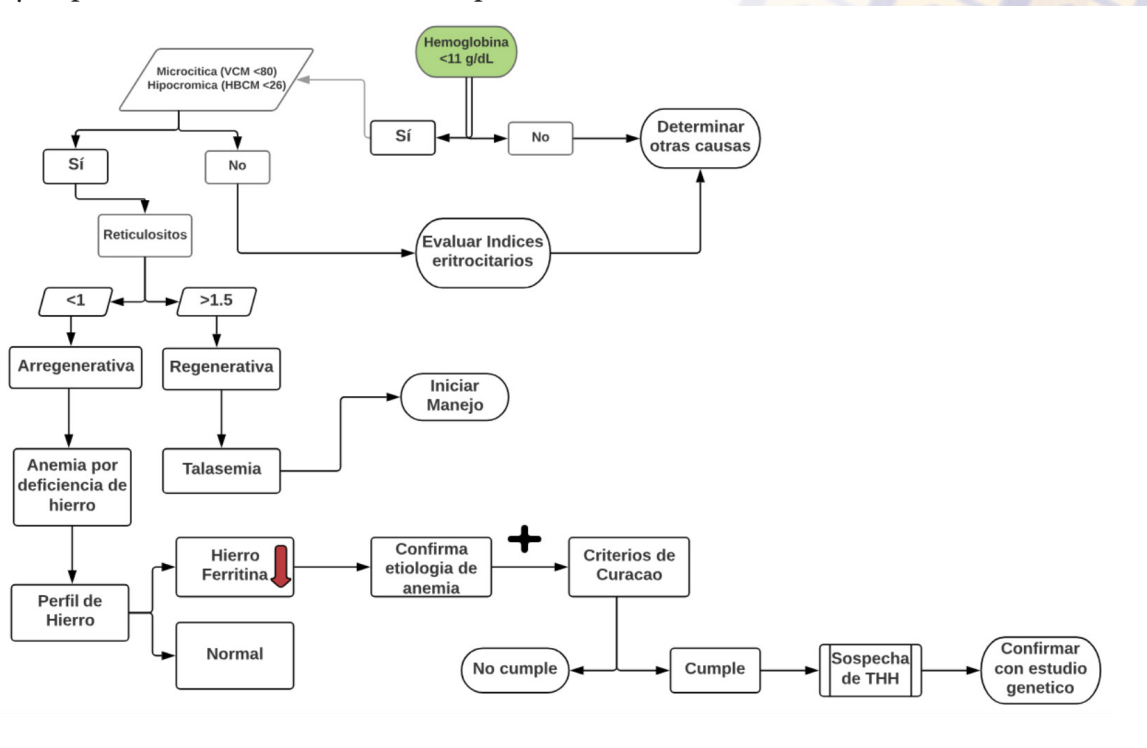 Hemoglobina
<11 g/dL
Microcitica (VCM <80)
Hipocromica (HBCM <26)
Sí
No
Determinar
otras causas
Sí
No
Reticulositos
Evaluar Indices
eritrocitarios
<1
>1.5
Arregenerativa
Regenerativa
Iniciar
Manejo
Anemia por
deficiencia de
hierro
Talasemia
Hierro
Ferritina
Confirma
etiologia de
anemia
Criterios de
Curacao
Perfil de
Hierro
Normal
No cumple
Cumple
Sospecha
de THH
Confirmar
con estudio
genetico